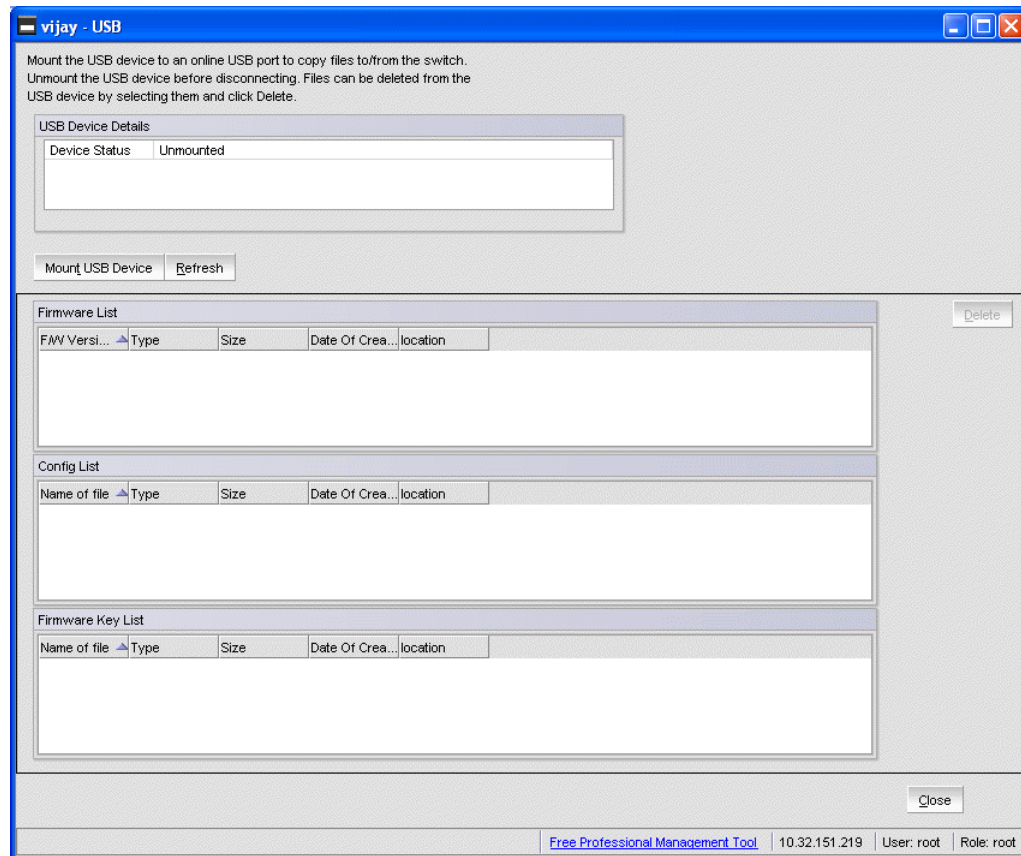 vijay - USB
Mount the USB device to an online USB port to copy files to/from the switch.
Unmount the USB device before disconnecting. Files can be deleted from the
USB device by selecting them and click Delete.
USB Device Details
Device Status Unmounted
Mount USB Device Refresh
Firmware List
Delete
F/W Versi... Type Size Date Of Crea... location
Config List
Name of file Type Size Date Of Crea... location
Firmware Key List
Name of file Type Size Date Of Crea... location
Close
Free Professional Management Tool 10.32.151.219 User: root Role: root